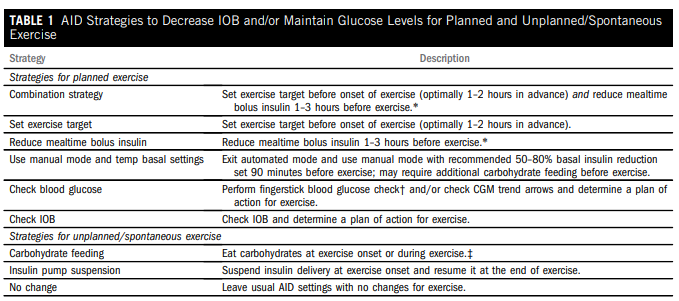 TABLE 1 AID Strategies to Decrease IOB and/or Maintain Glucose Levels for Planned and Unplanned/Spontaneous
Exercise
Strategy Description
Strategies for planned exercise
Combination strategy Set exercise target before onset of exercise (optimally 1–2 hours in advance) and reduce mealtime
bolus insulin 1–3 hours before exercise.*
Set exercise target Set exercise target before onset of exercise (optimally 1–2 hours in advance).
Reduce mealtime bolus insulin Reduce mealtime bolus insulin 1–3 hours before exercise.*
Use manual mode and temp basal settings Exit automated mode and use manual mode with recommended 50–80% basal insulin reduction
set 90 minutes before exercise; may require additional carbohydrate feeding before exercise.
Check blood glucose Perform fingerstick blood glucose check† and/or check CGM trend arrows and determine a plan of
action for exercise.
Check IOB Check IOB and determine a plan of action for exercise.
Strategies for unplanned/spontaneous exercise
Carbohydrate feeding Eat carbohydrates at exercise onset or during exercise.‡
Insulin pump suspension Suspend insulin delivery at exercise onset and resume it at the end of exercise.
No change Leave usual AID settings with no changes for exercise.